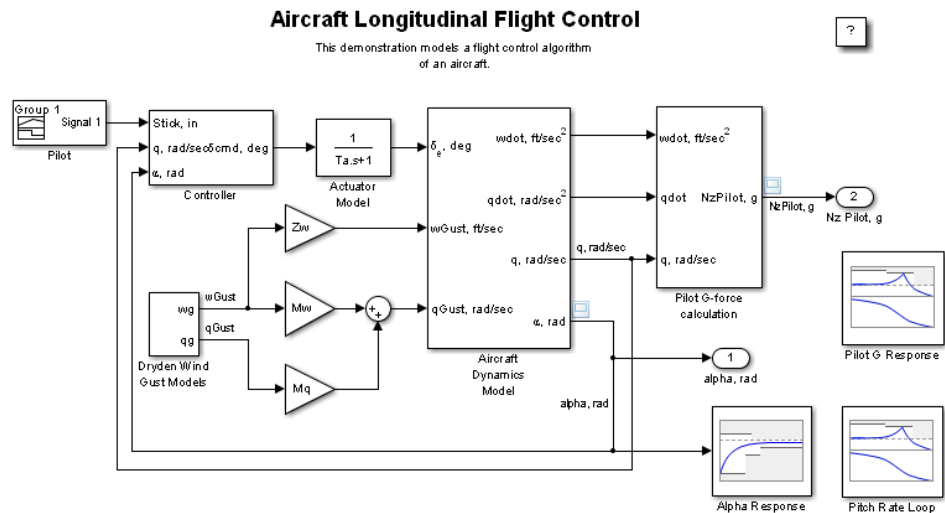 Aircraft Longitudinal Flight Control
This demonstration models a flight control algorithm
of an aircraft.
?
Group 1
Signal 1
Pilot
Stick, in
q, rad/secδcmd, deg
α, rad
Controller
1
Ta.s+1
Actuator
Model
δe, deg
wGust, ft/sec
qGust, rad/sec
wdot, ft/sec²
qdot, rad/sec²
q, rad/sec
α, rad
Aircraft
Dynamics
Model
q, rad/sec
wdot, ft/sec²
qdot
q, rad/sec
NzPilot, g
Pilot G-force
calculation
NzPilot, g
2
Nz Pilot, g
Zw
Mw
Mq
+
+
wg
qg
wGust
qGust
Dryden Wind
Gust Models
1
alpha, rad
alpha, rad
Pilot G Response
Alpha Response
Pitch Rate Loop